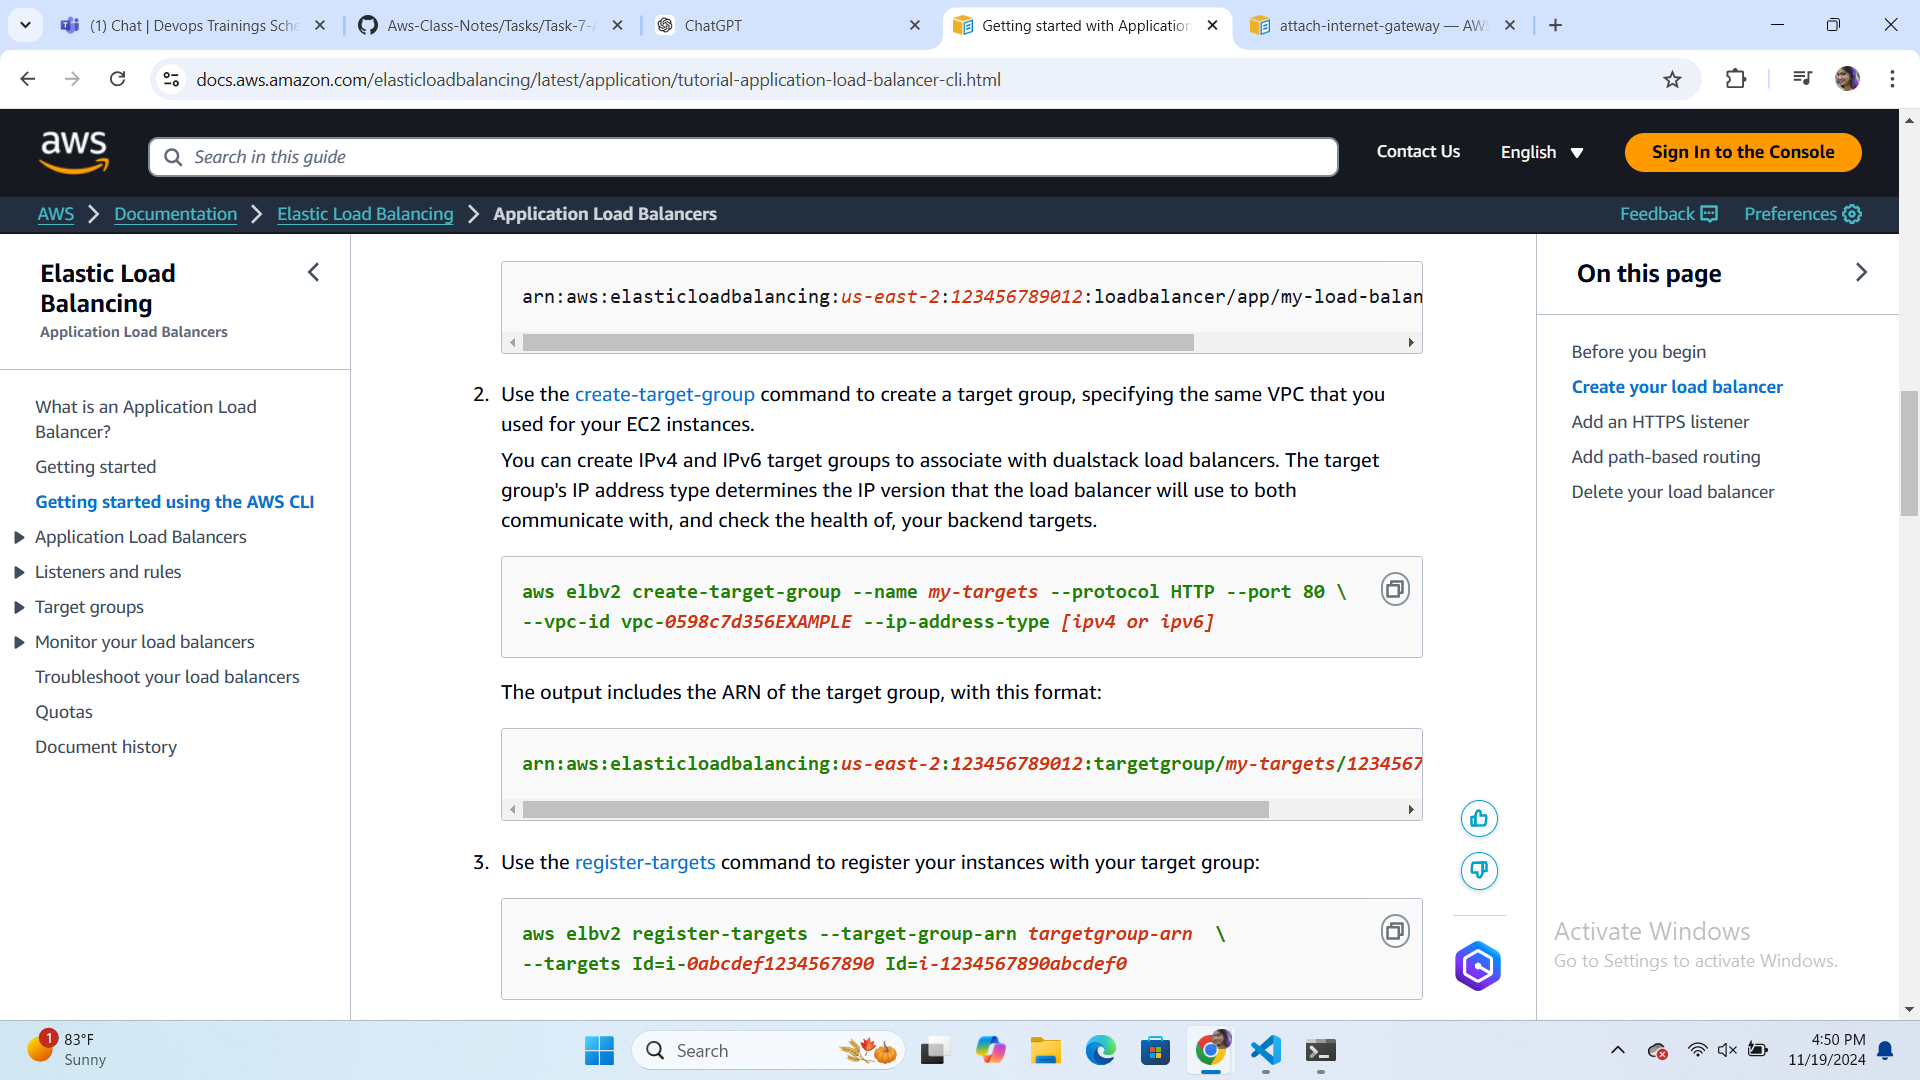 (1) Chat | Devops Trainings Sche
Aws-Class-Notes/Tasks/Task-7-A
ChatGPT
Getting started with Application
attach-internet-gateway — AWS
docs.aws.amazon.com/elasticloadbalancing/latest/application/tutorial-application-load-balancer-cli.html
aws
Search in this guide
Contact Us
English
Sign In to the Console
AWS
Documentation
Elastic Load Balancing
Application Load Balancers
Feedback
Preferences
Elastic Load
Balancing
Application Load Balancers
What is an Application Load
Balancer?
Getting started
Getting started using the AWS CLI
Application Load Balancers
Listeners and rules
Target groups
Monitor your load balancers
Troubleshoot your load balancers
Quotas
Document history
arn:aws:elasticloadbalancing:us-east-2:123456789012:loadbalancer/app/my-load-balan
2. Use the create-target-group command to create a target group, specifying the same VPC that you
used for your EC2 instances.
You can create IPv4 and IPv6 target groups to associate with dualstack load balancers. The target
group's IP address type determines the IP version that the load balancer will use to both
communicate with, and check the health of, your backend targets.
aws elbv2 create-target-group --name my-targets --protocol HTTP --port 80 \
--vpc-id vpc-0598c7d356EXAMPLE --ip-address-type [ipv4 or ipv6]
The output includes the ARN of the target group, with this format:
arn:aws:elasticloadbalancing:us-east-2:123456789012:targetgroup/my-targets/1234567
3. Use the register-targets command to register your instances with your target group:
aws elbv2 register-targets --target-group-arn targetgroup-arn \
--targets Id=i-0abcdef1234567890 Id=i-1234567890abcdef0
On this page
Before you begin
Create your load balancer
Add an HTTPS listener
Add path-based routing
Delete your load balancer
Activate Windows
Go to Settings to activate Windows.
1
83°F
Sunny
Search
4:50 PM
11/19/2024